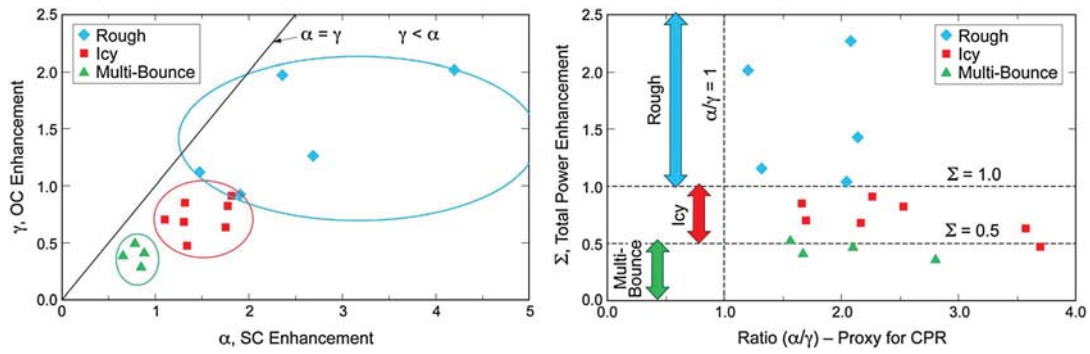 2.5
2.0
1.5
1.0
0.5
0.0
γ, OC Enhancement
Rough
Icy
Multi-Bounce
α = γ
γ < α
0
1
2
3
4
5
α, SC Enhancement
2.5
2.0
1.5
1.0
0.5
0.0
Σ, Total Power Enhancement
Rough
Icy
Multi-
Bounce
α/γ = 1
Rough
Icy
Multi-Bounce
Σ = 1.0
Σ = 0.5
0.0
1.0
2.0
3.0
4.0
Ratio (α/γ) – Proxy for CPR